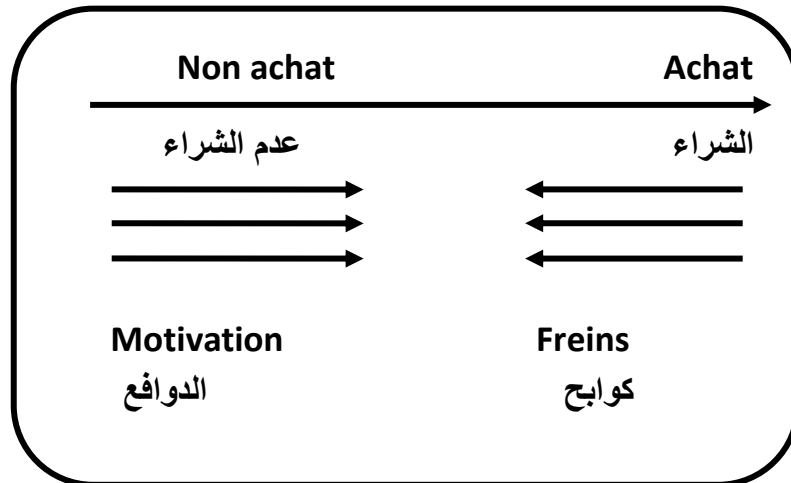 Non achat Achat
عدم الشراء الشراء
Motivation Freins
الدوافع كوابح